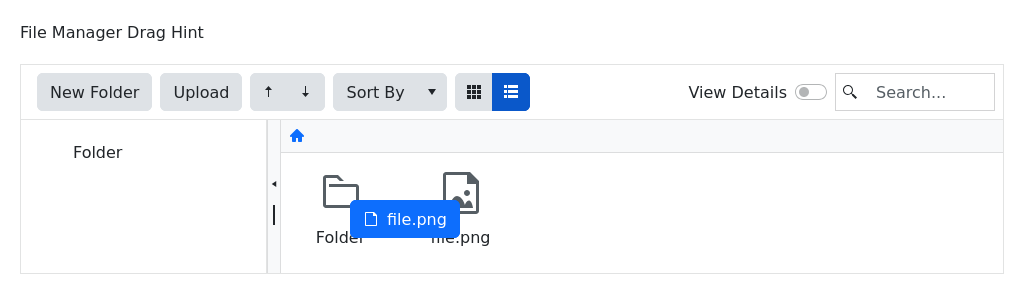 File Manager Drag Hint
New Folder Upload Sort By View Details Search...
Folder
file.png
Folder file.png